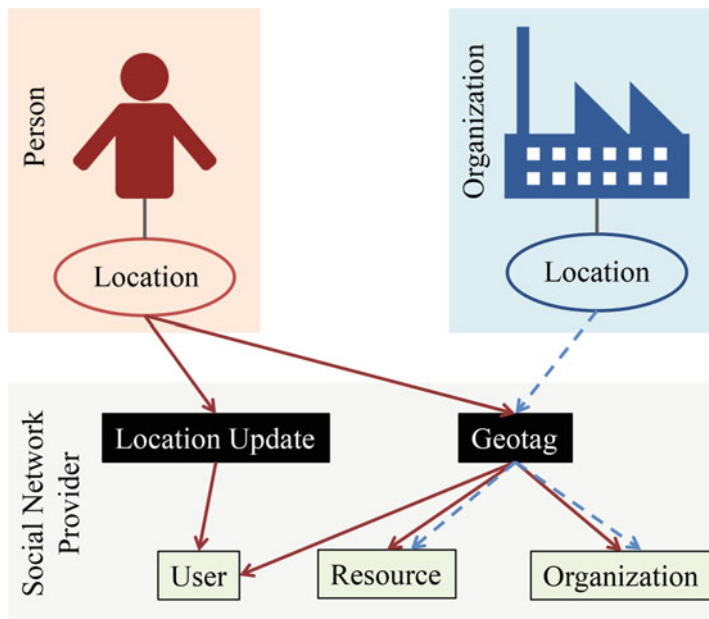 Person
Location
Organization
Location
Social Network
Provider
Location Update
Geotag
User
Resource
Organization